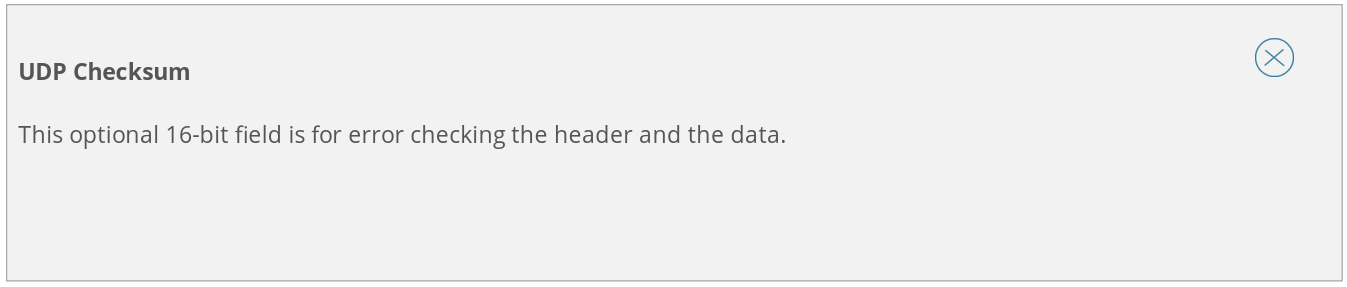 UDP Checksum
This optional 16-bit field is for error checking the header and the data.